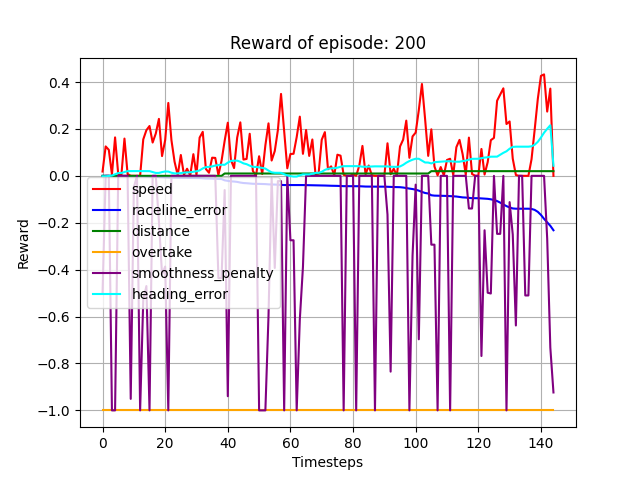 Reward of episode: 200
0.4
0.2
0.0
−0.2
−0.4
−0.6
−0.8
−1.0
Reward
speed
raceline_error
distance
overtake
smoothness_penalty
heading_error
0 20 40 60 80 100 120 140
Timesteps